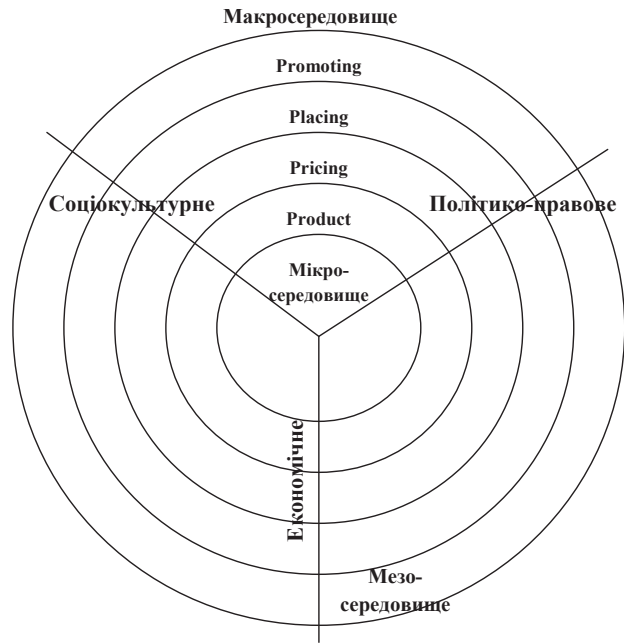 Макросередовище
Promoting
Placing
Pricing
Соціокультурне
Політико-правове
Product
Мікро-
середовище
Економічне
Мезо-
середовище